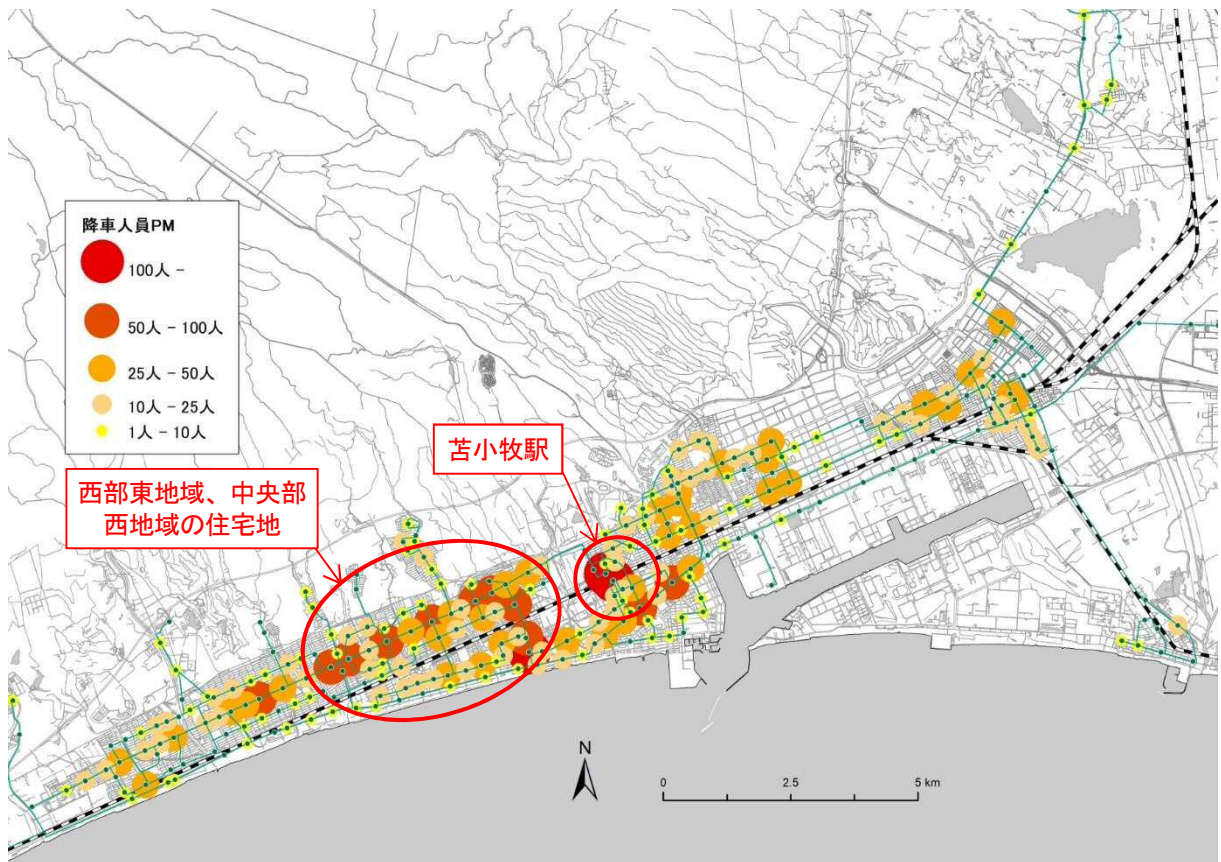 降車人員PM
100人 -
50人 - 100人
25人 - 50人
10人 - 25人
1人 - 10人
苫小牧駅
西部東地域、中央部
西地域の住宅地
N
0 2.5 5 km